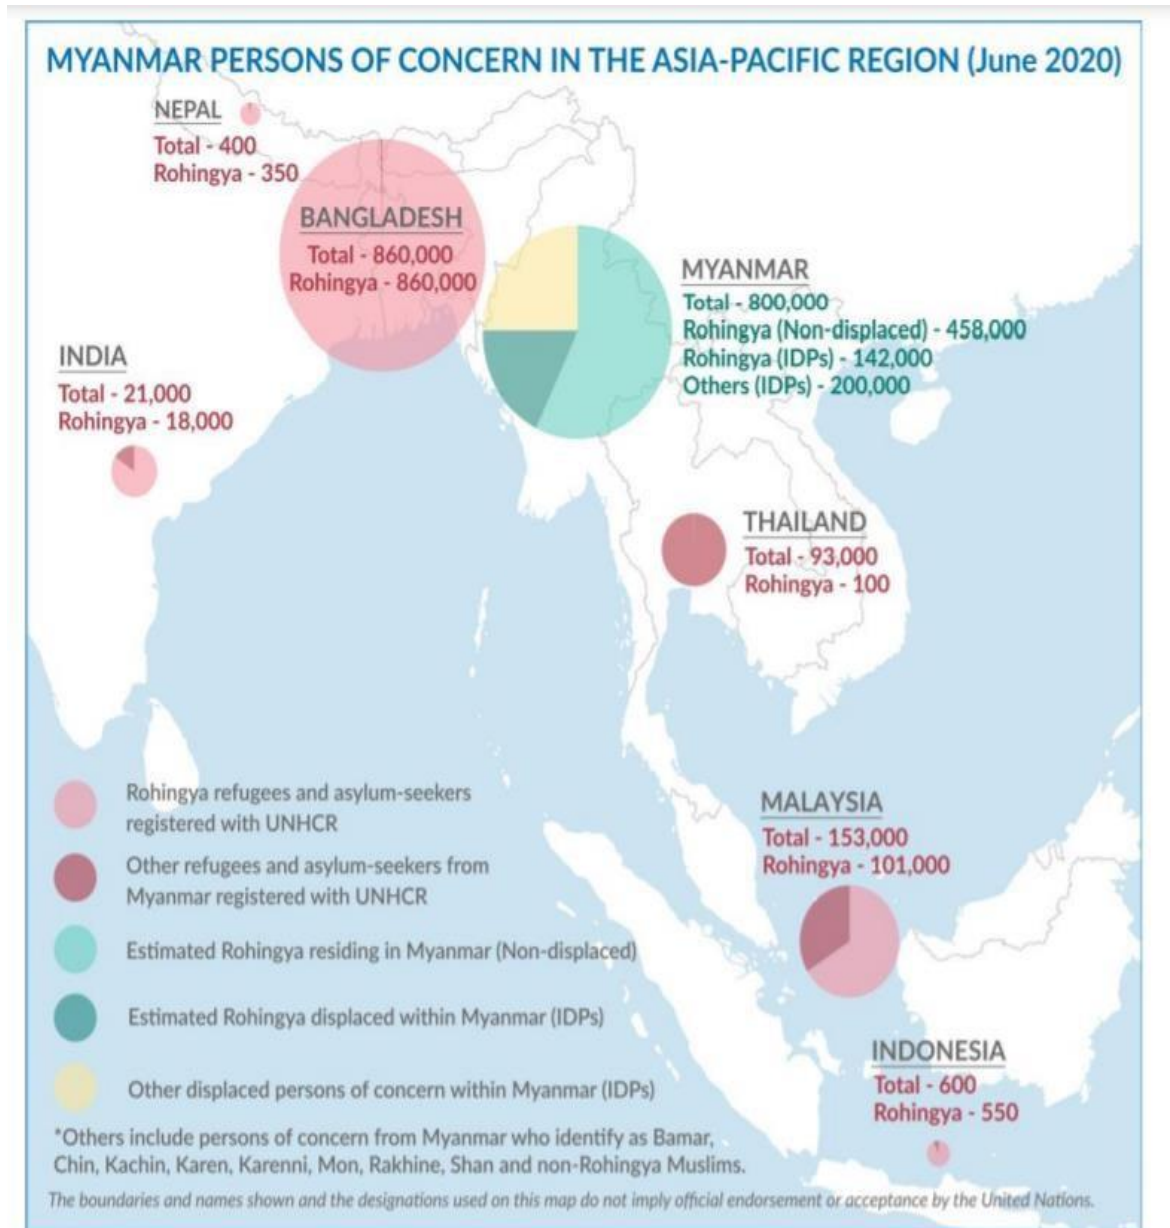 MYANMAR PERSONS OF CONCERN IN THE ASIA-PACIFIC REGION (June 2020)
NEPAL
Total - 400
Rohingya - 350
BANGLADESH
Total - 860,000
Rohingya - 860,000
MYANMAR
Total - 800,000
Rohingya (Non-displaced) - 458,000
Rohingya (IDPs) - 142,000
Others (IDPs) - 200,000
INDIA
Total - 21,000
Rohingya - 18,000
THAILAND
Total - 93,000
Rohingya - 100
MALAYSIA
Total - 153,000
Rohingya - 101,000
INDONESIA
Total - 600
Rohingya - 550
Rohingya refugees and asylum-seekers
registered with UNHCR
Other refugees and asylum-seekers from
Myanmar registered with UNHCR
Estimated Rohingya residing in Myanmar (Non-displaced)
Estimated Rohingya displaced within Myanmar (IDPs)
Other displaced persons of concern within Myanmar (IDPs)
*Others include persons of concern from Myanmar who identify as Bamar,
Chin, Kachin, Karen, Karenni, Mon, Rakhine, Shan and non-Rohingya Muslims.
The boundaries and names shown and the designations used on this map do not imply official endorsement or acceptance by the United Nations.